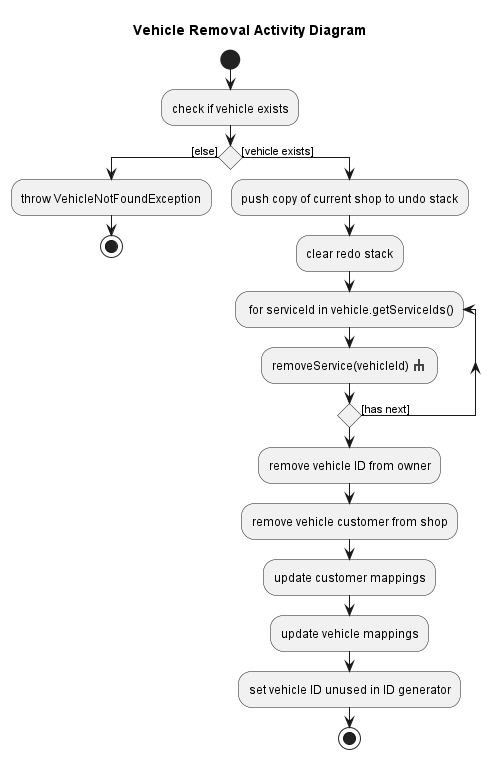 Vehicle Removal Activity Diagram
check if vehicle exists
[else]
[vehicle exists]
throw VehicleNotFoundException
push copy of current shop to undo stack
clear redo stack
for serviceId in vehicle.getServiceIds()
removeService(vehicleId)
[has next]
remove vehicle ID from owner
remove vehicle customer from shop
update customer mappings
update vehicle mappings
set vehicle ID unused in ID generator